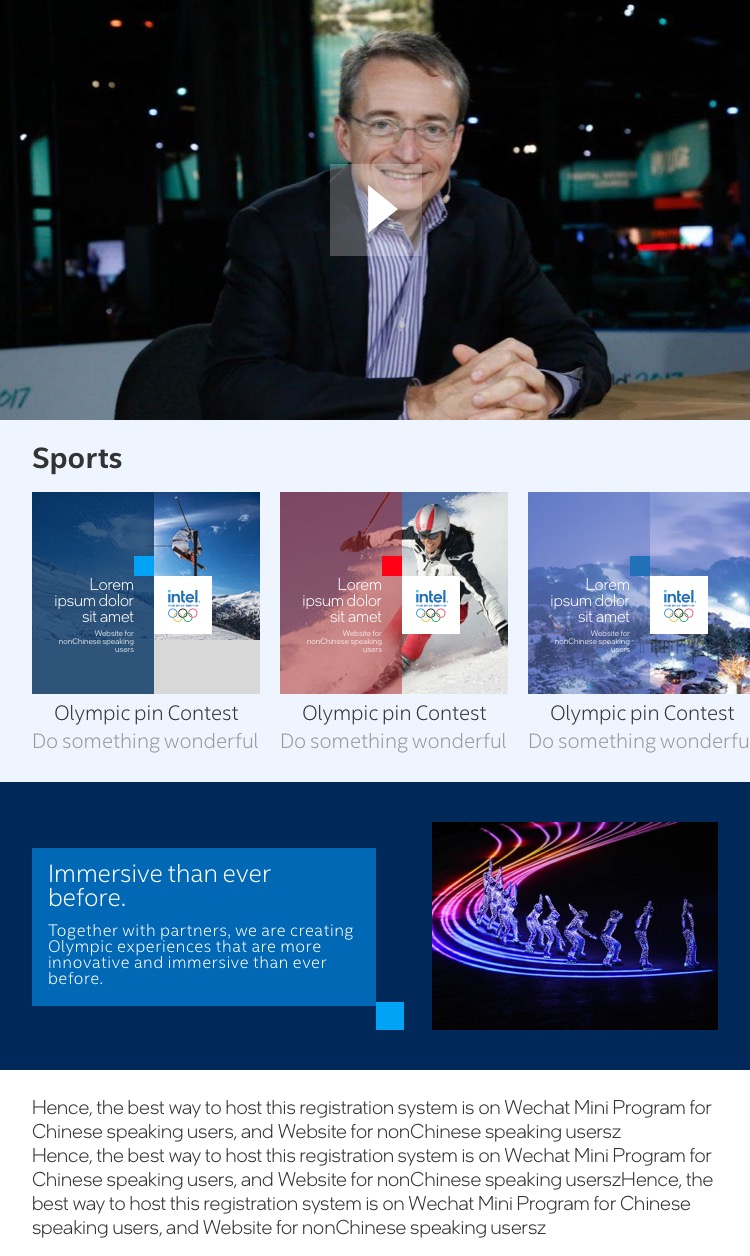 2017
2017
Sports
Lorem
ipsum dolor
sit amet
Website for
nonChinese speaking
users
intel.
Lorem
ipsum dolor
sit amet
Website for
nonChinese speaking
users
intel.
Lorem
ipsum dolor
sit amet
Website for
nonChinese speaking
users
intel.
Olympic pin Contest
Olympic pin Contest
Olympic pin Contest
Do something wonderful
Do something wonderful
Do something wonderfu
Immersive than ever
before.
Together with partners, we are creating
Olympic experiences that are more
innovative and immersive than ever
before.
Hence, the best way to host this registration system is on Wechat Mini Program for
Chinese speaking users, and Website for nonChinese speaking usersz
Hence, the best way to host this registration system is on Wechat Mini Program for
Chinese speaking users, and Website for nonChinese speaking userszHence, the
best way to host this registration system is on Wechat Mini Program for Chinese
speaking users, and Website for nonChinese speaking usersz